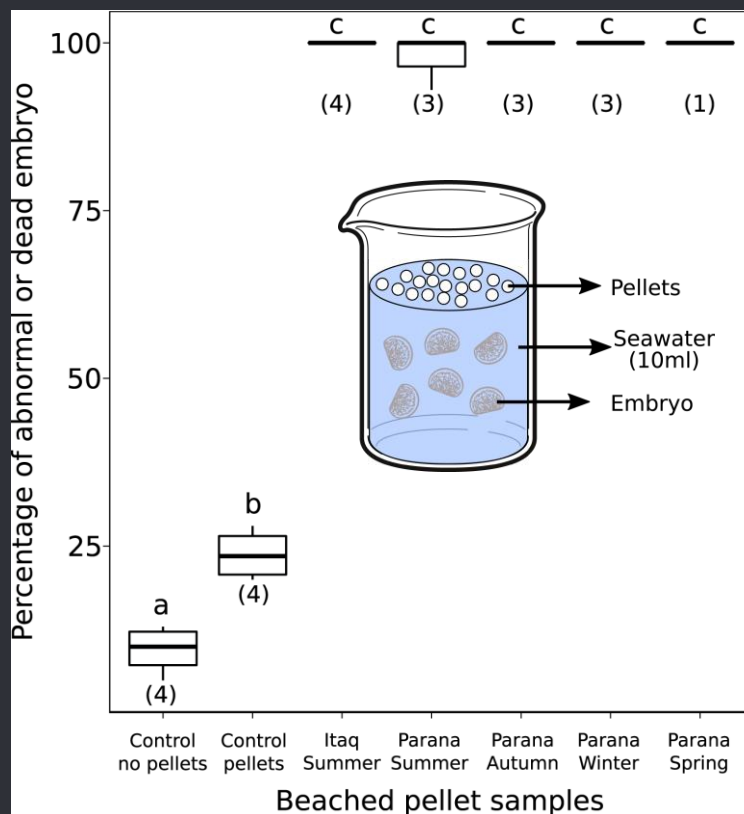 Percentage of abnormal or dead embryo
100
75
50
25
c
c
c
c
c
(4)
(3)
(3)
(3)
(1)
Pellets
Seawater
(10ml)
Embryo
b
(4)
a
(4)
Control
no pellets
Control
pellets
Itaq
Summer
Parana
Summer
Parana
Autumn
Parana
Winter
Parana
Spring
Beached pellet samples